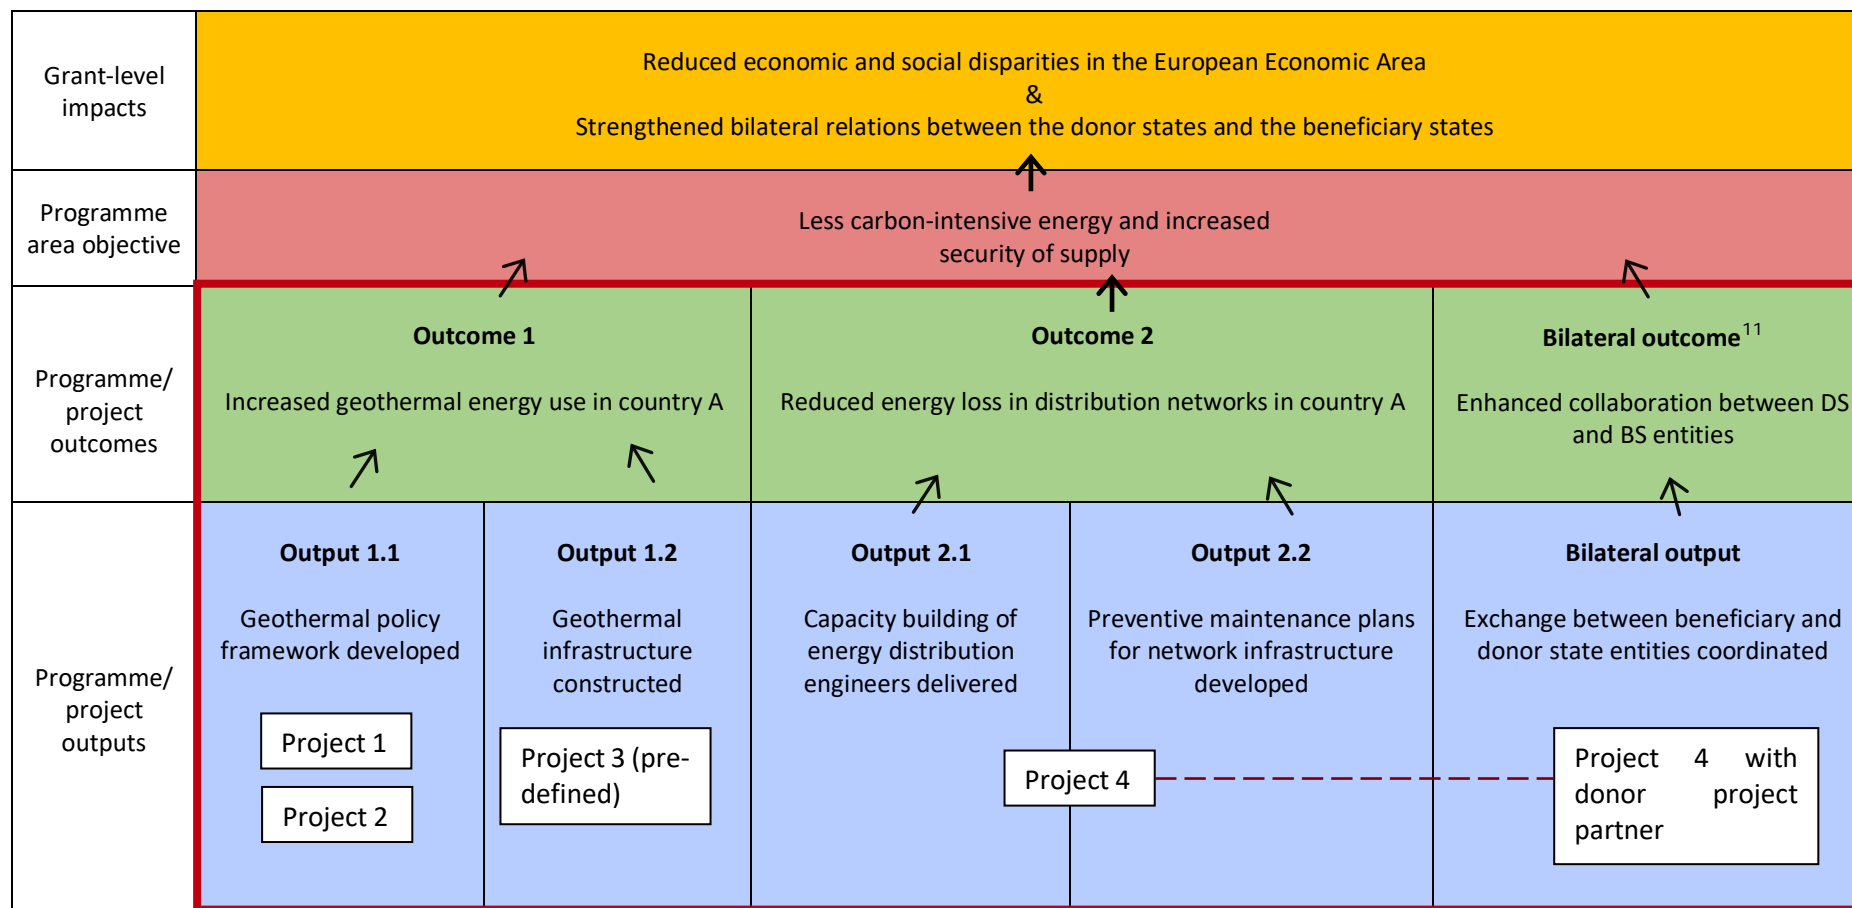 Grant-level
impacts
Reduced economic and social disparities in the European Economic Area
&
Strengthened bilateral relations between the donor states and the beneficiary states
Programme
area objective
Less carbon-intensive energy and increased
security of supply
Programme/
project
outcomes
Outcome 1
Increased geothermal energy use in country A
Outcome 2
Reduced energy loss in distribution networks in country A
Bilateral outcome11
Enhanced collaboration between DS
and BS entities
Programme/
project
outputs
Output 1.1
Geothermal policy
framework developed
Project 1
Project 2
Output 1.2
Geothermal
infrastructure
constructed
Project 3 (pre-
defined)
Output 2.1
Capacity building of
energy distribution
engineers delivered
Output 2.2
Preventive maintenance plans
for network infrastructure
developed
Project 4
Bilateral output
Exchange between beneficiary and
donor state entities coordinated
Project 4 with
donor project
partner